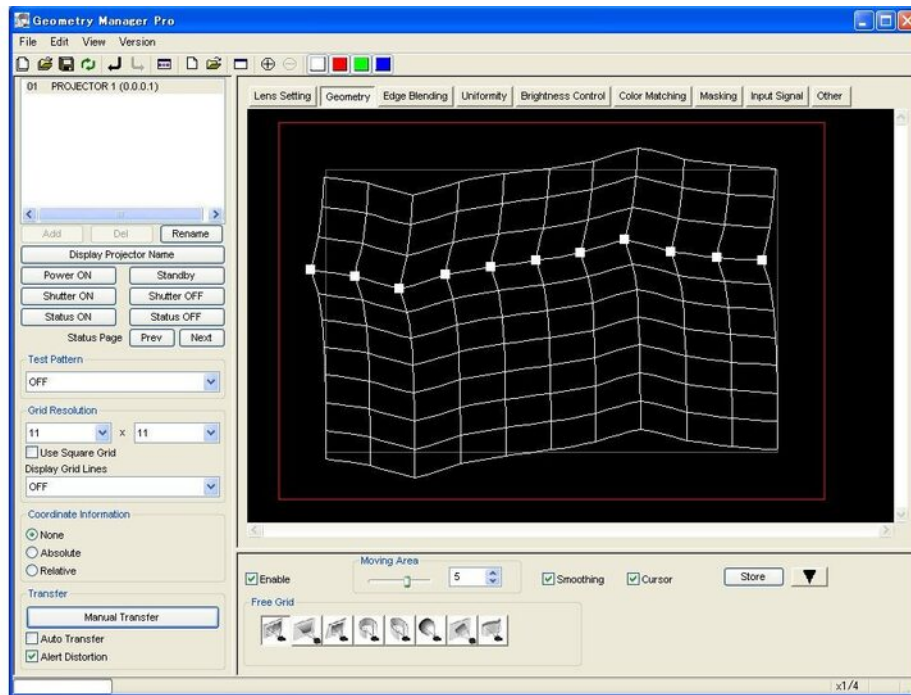 Geometry Manager Pro
File Edit View Version
01 PROJECTOR 1 (0.0.0.1)
Lens Setting Geometry Edge Blending Uniformity Brightness Control Color Matching Masking Input Signal Other
Add Del Rename
Display Projector Name
Power ON Standby
Shutter ON Shutter OFF
Status ON Status OFF
Status Page Prev Next
Test Pattern
OFF
Grid Resolution
11 x 11
Use Square Grid
Display Grid Lines
OFF
Coordinate Information
None
Absolute
Relative
Transfer
Manual Transfer
Auto Transfer
Alert Distortion
Moving Area
Enable 5 Smoothing Cursor Store
Free Grid
x1/4